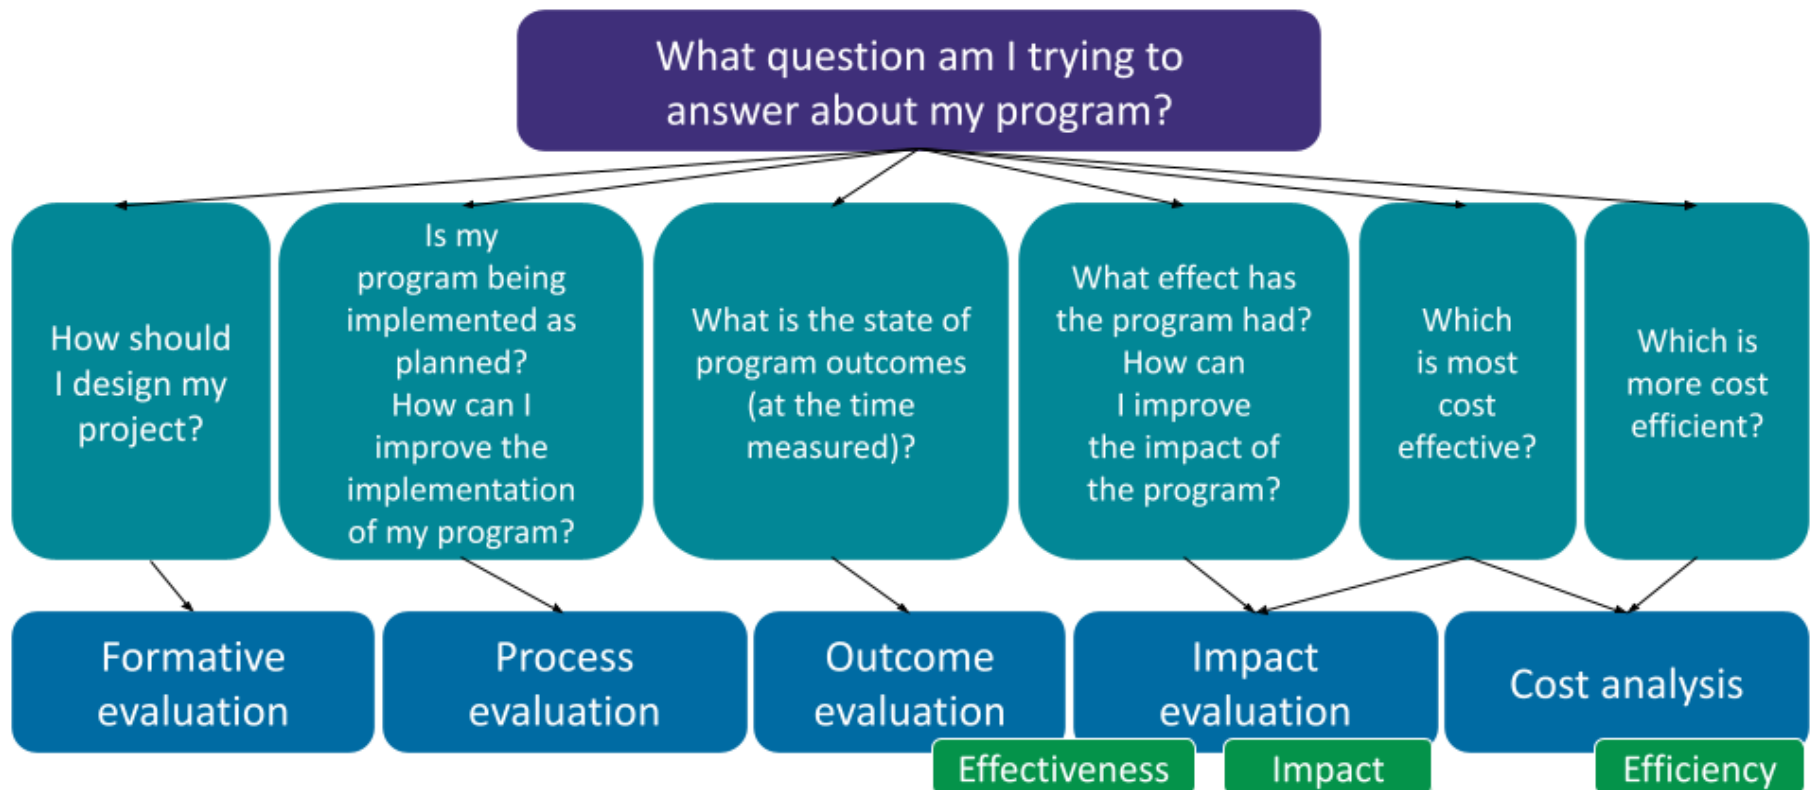 What question am I trying to
answer about my program?
How should
I design my
project?
Is my
program being
implemented as
planned?
How can I
improve the
implementation
of my program?
What is the state of
program outcomes
(at the time
measured)?
What effect has
the program had?
How can
I improve
the impact of
the program?
Which
is most
cost
effective?
Which is
more cost
efficient?
Formative
evaluation
Process
evaluation
Outcome
evaluation
Impact
evaluation
Cost analysis
Effectiveness
Impact
Efficiency